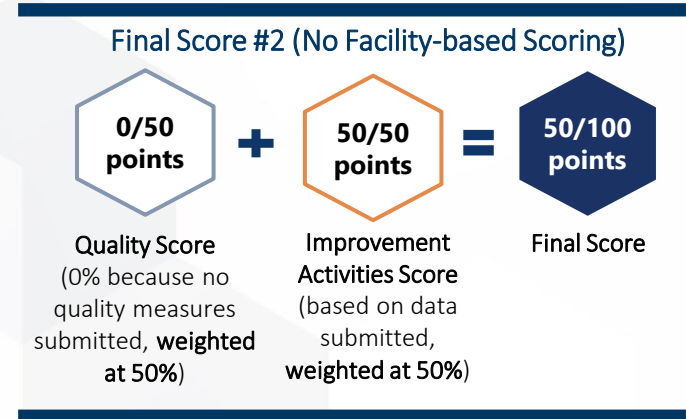 Final Score #2 (No Facility-based Scoring)
0/50
points
+
50/50
points
=
50/100
points
Quality Score
(0% because no
quality measures
submitted, weighted
at 50%)
Improvement
Activities Score
(based on data
submitted,
weighted at 50%)
Final Score